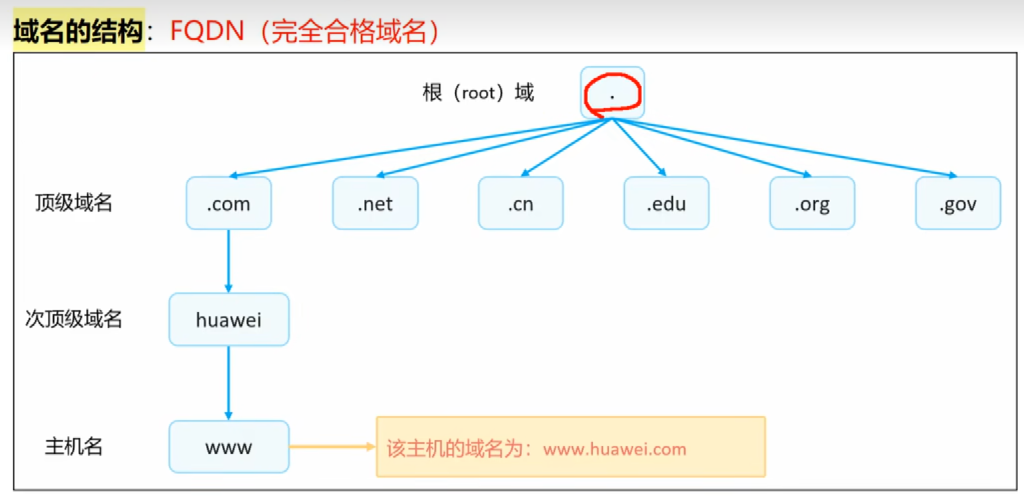 域名的结构：FQDN（完全合格域名）
根（root）域
.
顶级域名
.com
.net
.cn
.edu
.org
.gov
次顶级域名
huawei
主机名
www
该主机的域名为：www.huawei.com